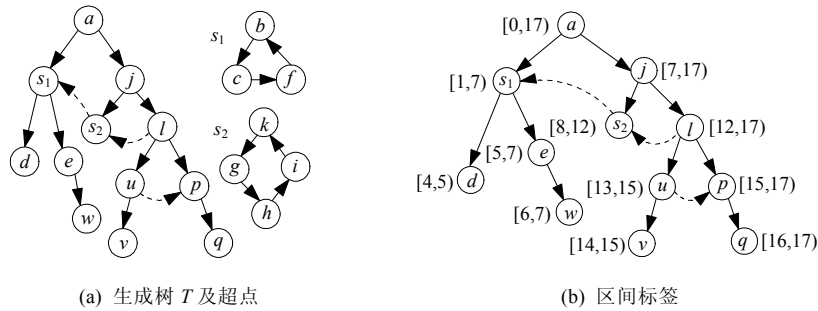 a
s1
b
s1
j
c
f
s2
l
s2
k
d
e
g
i
u
p
h
w
v
q
(a) 生成树 T 及超点
[0,17] a
j [7,17]
[1,7] s1
s2
[8,12]
l [12,17]
[5,7] e
[4,5] d
[13,15] u
p [15,17]
[6,7] w
[14,15] v
q [16,17]
(b) 区间标签